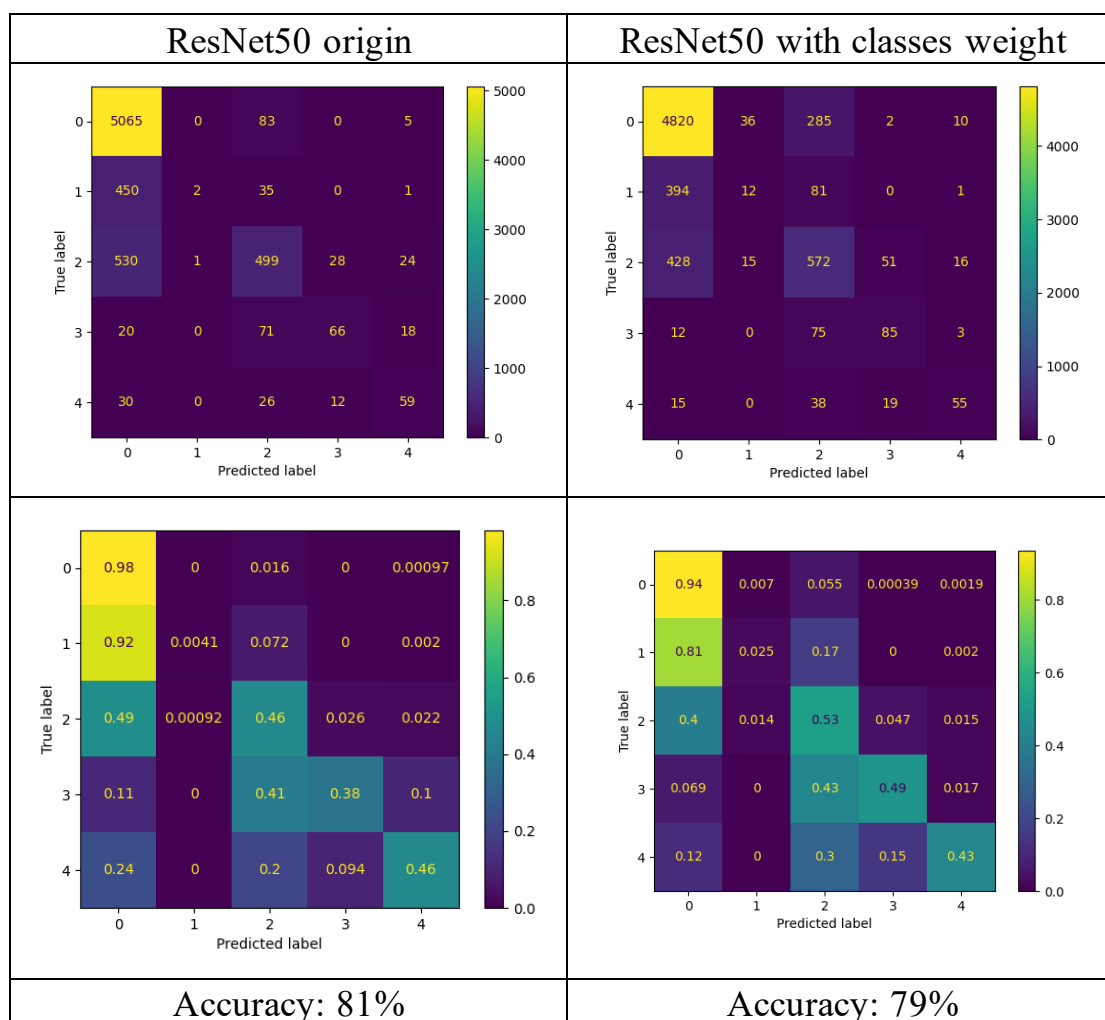 ResNet50 origin
ResNet50 with classes weight
0 5065 0 83 0 5
1 450 2 35 0 1
2 530 1 499 28 24
3 20 0 71 66 18
4 30 0 26 12 59
0 1 2 3 4
Predicted label
True label
5000
4000
3000
2000
1000
0
0 4820 36 285 2 10
1 394 12 81 0 1
2 428 15 572 51 16
3 12 0 75 85 3
4 15 0 38 19 55
0 1 2 3 4
Predicted label
True label
4000
3000
2000
1000
0
0 0.98 0 0.016 0 0.00097
1 0.92 0.0041 0.072 0 0.002
2 0.49 0.00092 0.46 0.026 0.022
3 0.11 0 0.41 0.38 0.1
4 0.24 0 0.2 0.094 0.46
0 1 2 3 4
Predicted label
True label
0.8
0.6
0.4
0.2
0.0
0 0.94 0.007 0.055 0.00039 0.0019
1 0.81 0.025 0.17 0 0.002
2 0.4 0.014 0.53 0.047 0.015
3 0.069 0 0.43 0.49 0.017
4 0.12 0 0.3 0.15 0.43
0 1 2 3 4
Predicted label
True label
0.8
0.6
0.4
0.2
0.0
Accuracy: 81%
Accuracy: 79%